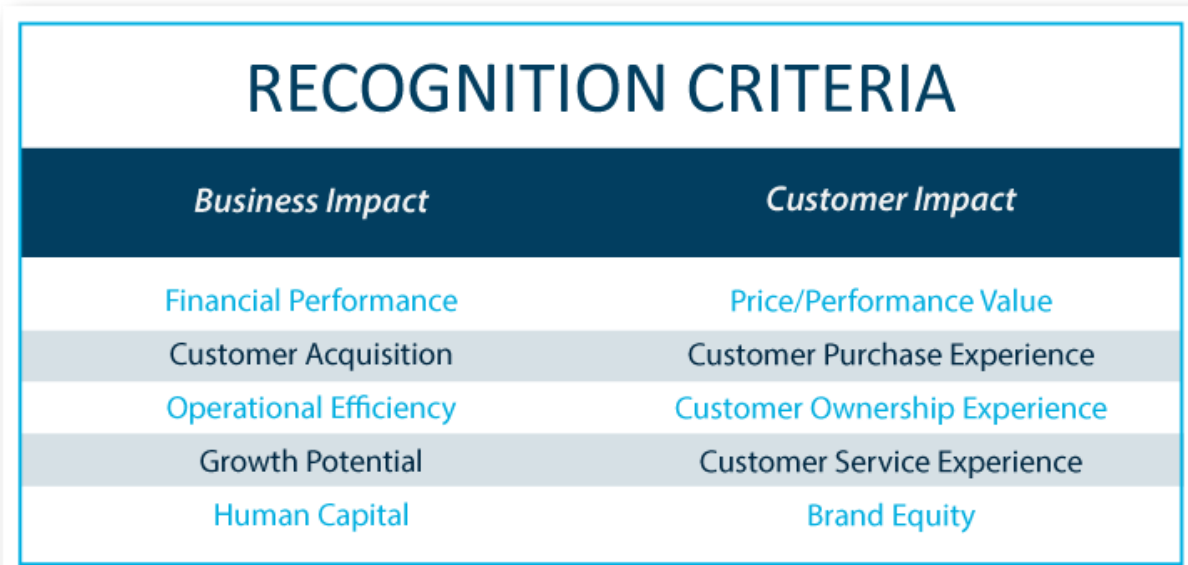 RECOGNITION CRITERIA
Business Impact Customer Impact
Financial Performance Price/Performance Value
Customer Acquisition Customer Purchase Experience
Operational Efficiency Customer Ownership Experience
Growth Potential Customer Service Experience
Human Capital Brand Equity